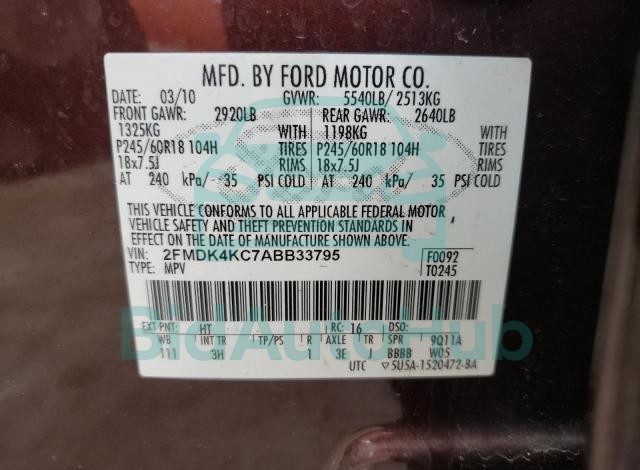 MFD. BY FORD MOTOR CO.
DATE: 03/10 GVWR: 5540LB/ 2513KG
FRONT GAWR: 2920LB REAR GAWR: 2640LB
1325KG WITH 1198KG WITH
P245/60R18 104H TIRES P245/60R18 104H TIRES
18x7.5J RIMS 18x7.5J RIMS
AT 240 kPa/ 35 PSI COLD AT 240 kPa/ 35 PSI COLD
THIS VEHICLE CONFORMS TO ALL APPLICABLE FEDERAL MOTOR
VEHICLE SAFETY AND THEFT PREVENTION STANDARDS IN
EFFECT ON THE DATE OF MANUFACTURE SHOWN ABOVE.
VIN: 2FMDK4KC7ABB33795 F0092
TYPE: MPV T0245
EXT PNT: HT RC: 16 DSO:
WB INT TR TP/PS R AXLE TR 9Q11A
111 3H 1 3E J BBBB W05
UTC ▽5U5A-1520472-BA
BidAutoHub